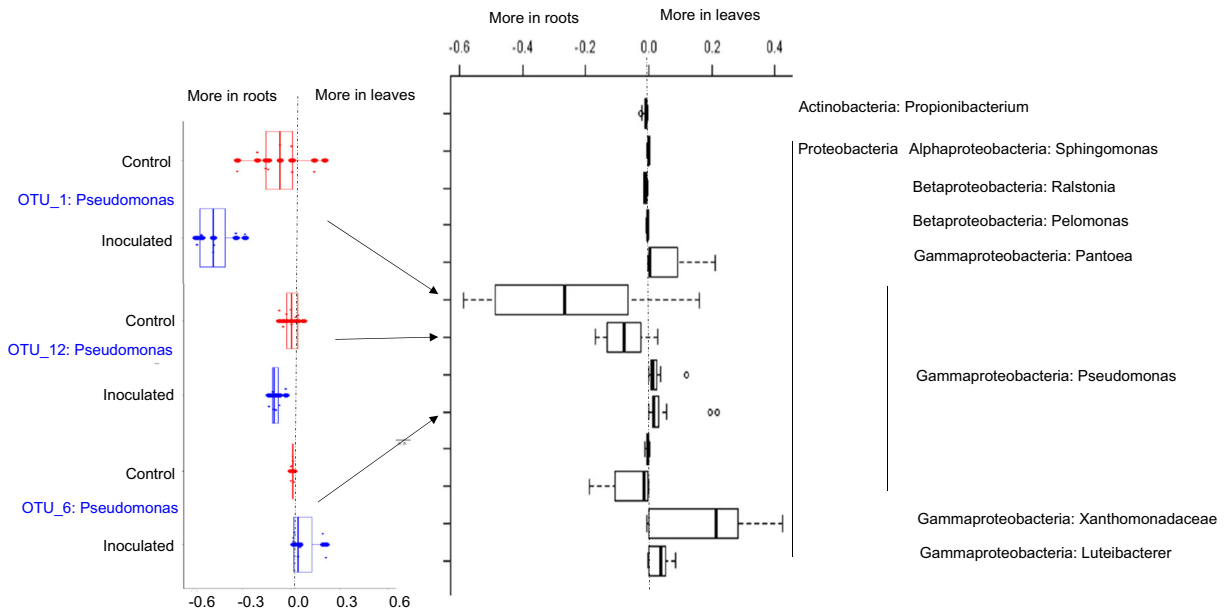 More in roots
More in leaves
-0.6
-0.4
-0.2
0.0
0.2
0.4
More in roots
More in leaves
Control
OTU_1: Pseudomonas
Inoculated
Control
OTU_12: Pseudomonas
Inoculated
Control
OTU_6: Pseudomonas
Inoculated
-0.6
-0.3
0.0
0.3
0.6
Actinobacteria: Propionibacterium
Proteobacteria
Alphaproteobacteria: Sphingomonas
Betaproteobacteria: Ralstonia
Betaproteobacteria: Pelomonas
Gammaproteobacteria: Pantoea
Gammaproteobacteria: Pseudomonas
Gammaproteobacteria: Xanthomonadaceae
Gammaproteobacteria: Luteibacterer